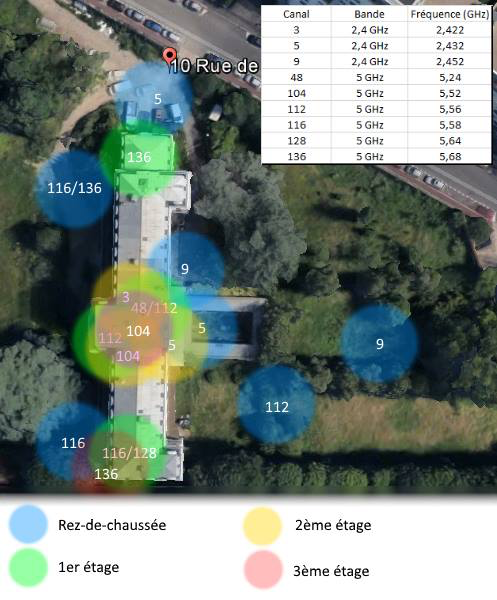 Canal Bande Fréquence (GHz)
3 2,4 GHz 2,422
5 2,4 GHz 2,432
9 2,4 GHz 2,452
48 5 GHz 5,24
104 5 GHz 5,52
112 5 GHz 5,56
116 5 GHz 5,58
128 5 GHz 5,64
136 5 GHz 5,68
10 Rue de
5
136
116/136
9
3
48/112
104
5
112
5
104
9
112
116
116/128
136
Rez-de-chaussée
2ème étage
1er étage
3ème étage